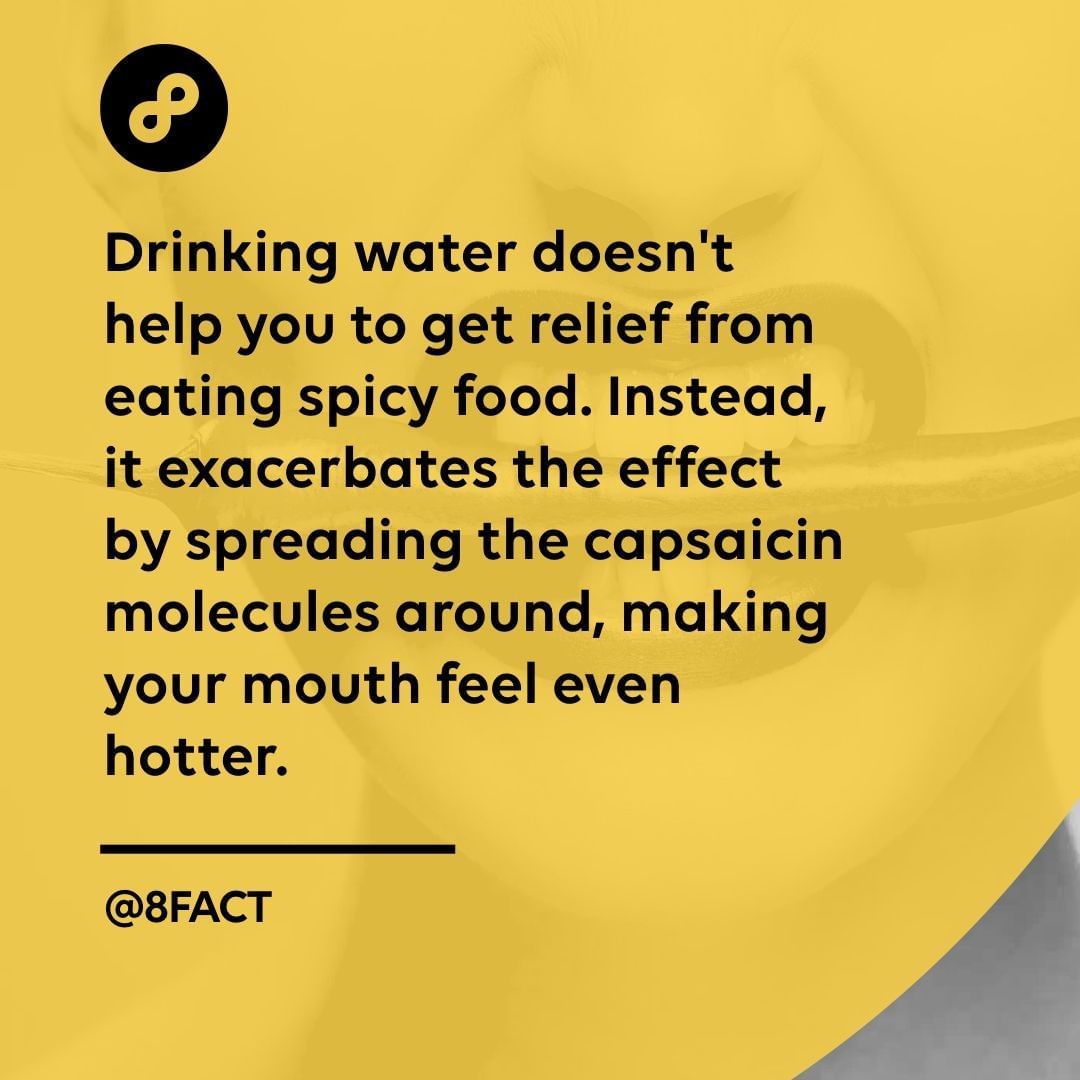 Drinking water doesn't
help you to get relief from
eating spicy food. Instead,
it exacerbates the effect
by spreading the capsaicin
molecules around, making
your mouth feel even
hotter.
@8FACT